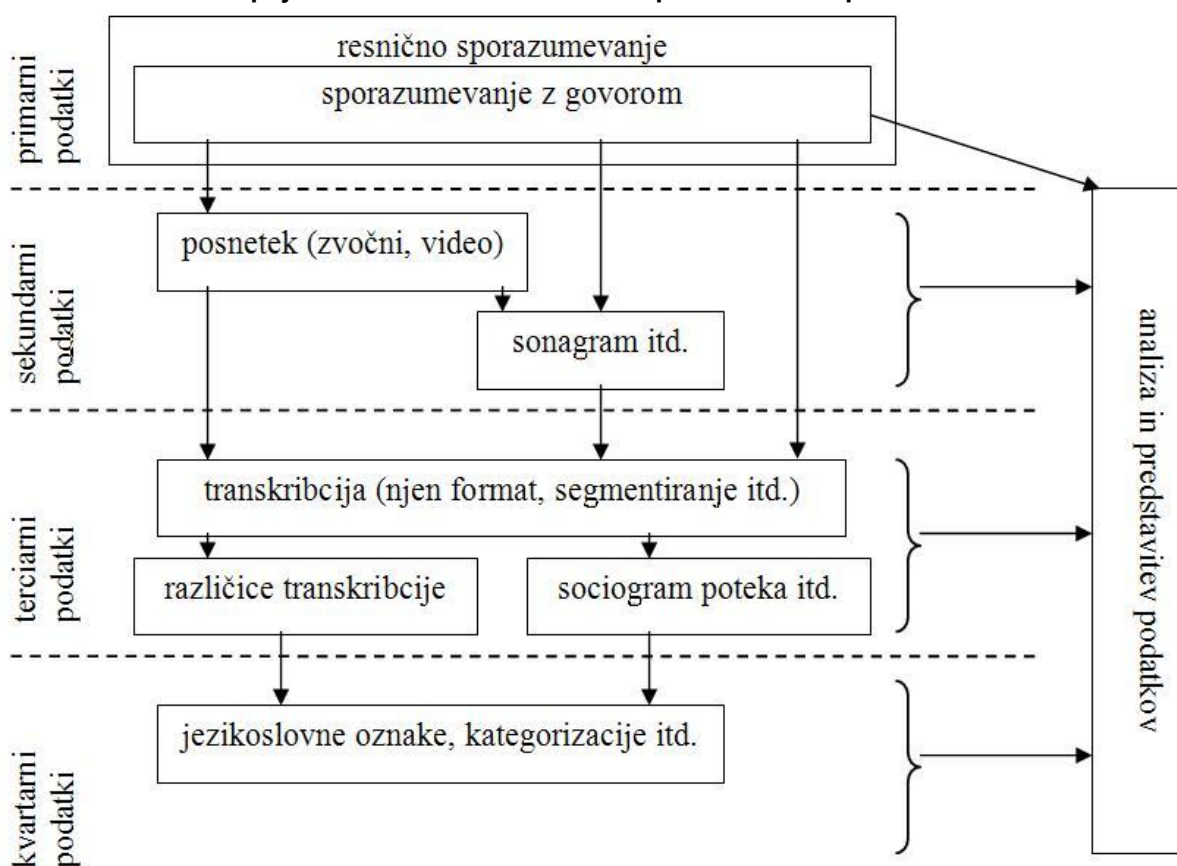 resnično sporazumevanje
sporazumevanje z govorom
primarni
podatki
posnetek (zvočni, video)
sonagram itd.
sekundarni
podatki
transkribcija (njen format, segmentiranje itd.)
različice transkribcije
sociogram poteka itd.
terciarni
podatki
jezikoslovne oznake, kategorizacije itd.
kvartarni
podatki
analiza in predstavitev podatkov